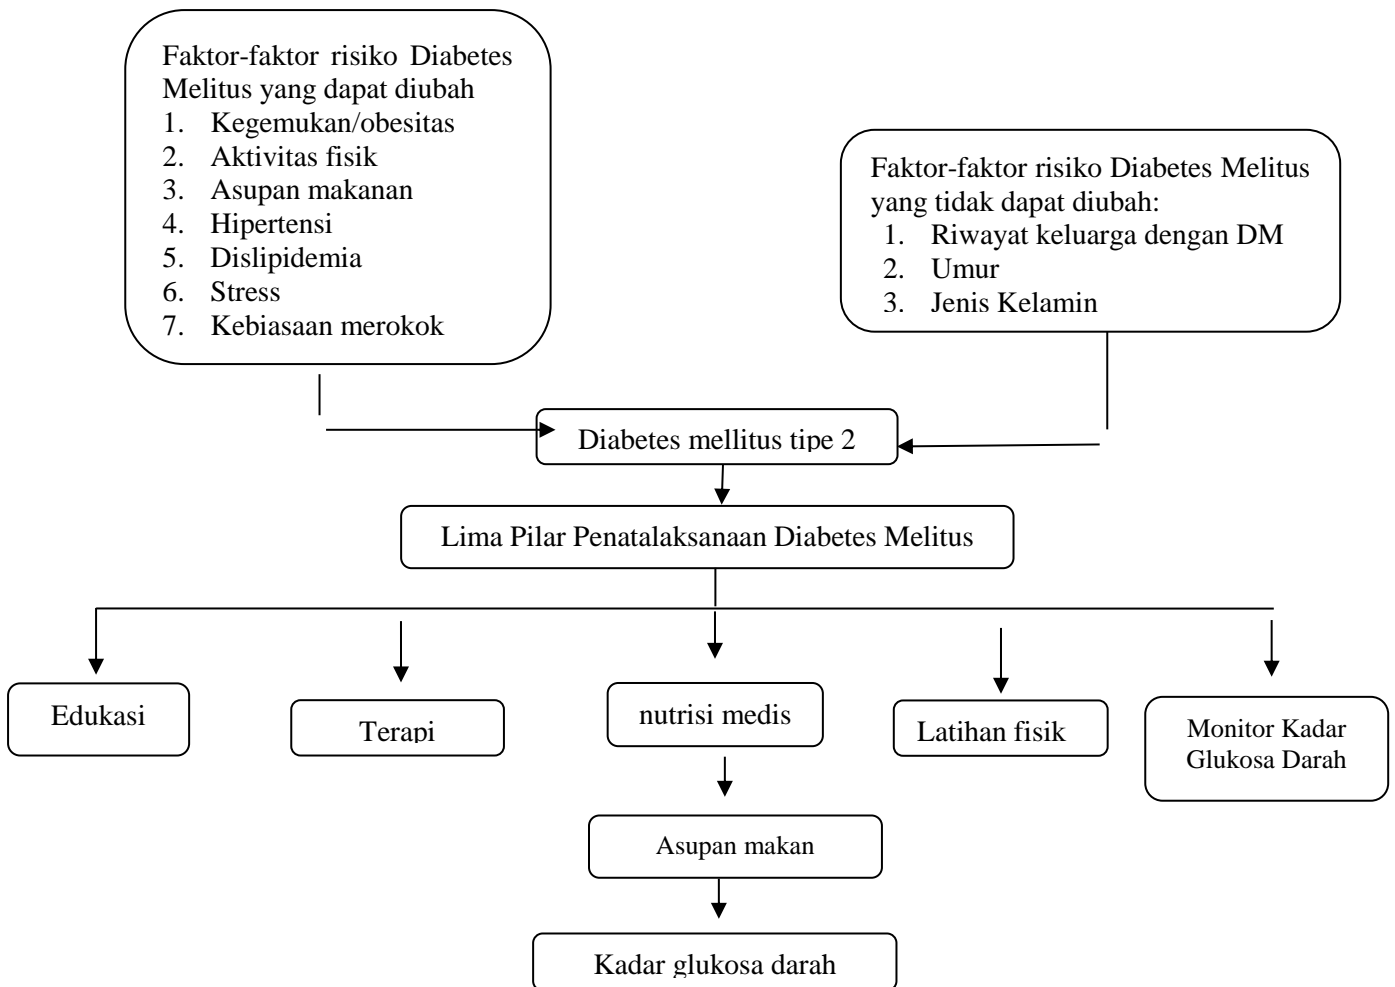 Faktor-faktor risiko Diabetes
Melitus yang dapat diubah
1. Kegemukan/obesitas
2. Aktivitas fisik
3. Asupan makanan
4. Hipertensi
5. Dislipidemia
6. Stress
7. Kebiasaan merokok
Faktor-faktor risiko Diabetes Melitus
yang tidak dapat diubah:
1. Riwayat keluarga dengan DM
2. Umur
3. Jenis Kelamin
Diabetes mellitus tipe 2
Lima Pilar Penatalaksanaan Diabetes Melitus
Edukasi
Terapi
nutrisi medis
Latihan fisik
Monitor Kadar
Glukosa Darah
Asupan makan
Kadar glukosa darah